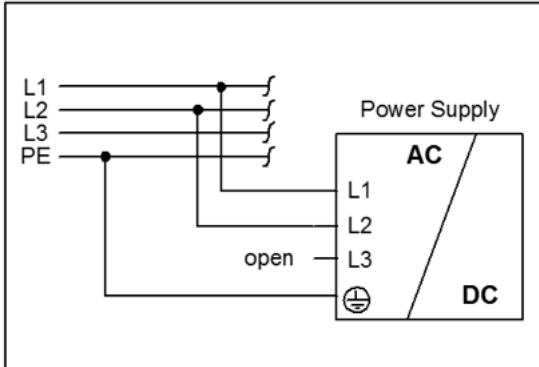 L1
L2
L3
PE
Power Supply
AC
L1
L2
open L3
DC